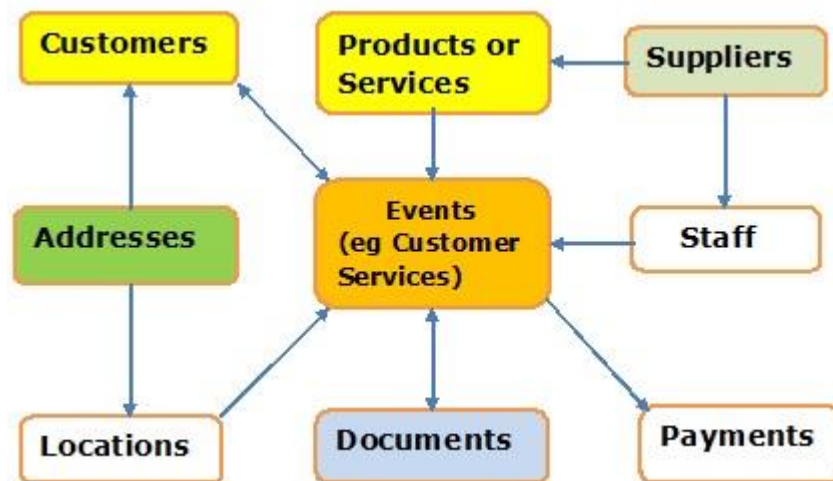 Customers
Products or
Services
Suppliers
Addresses
Events
(eg Customer
Services)
Staff
Locations
Documents
Payments